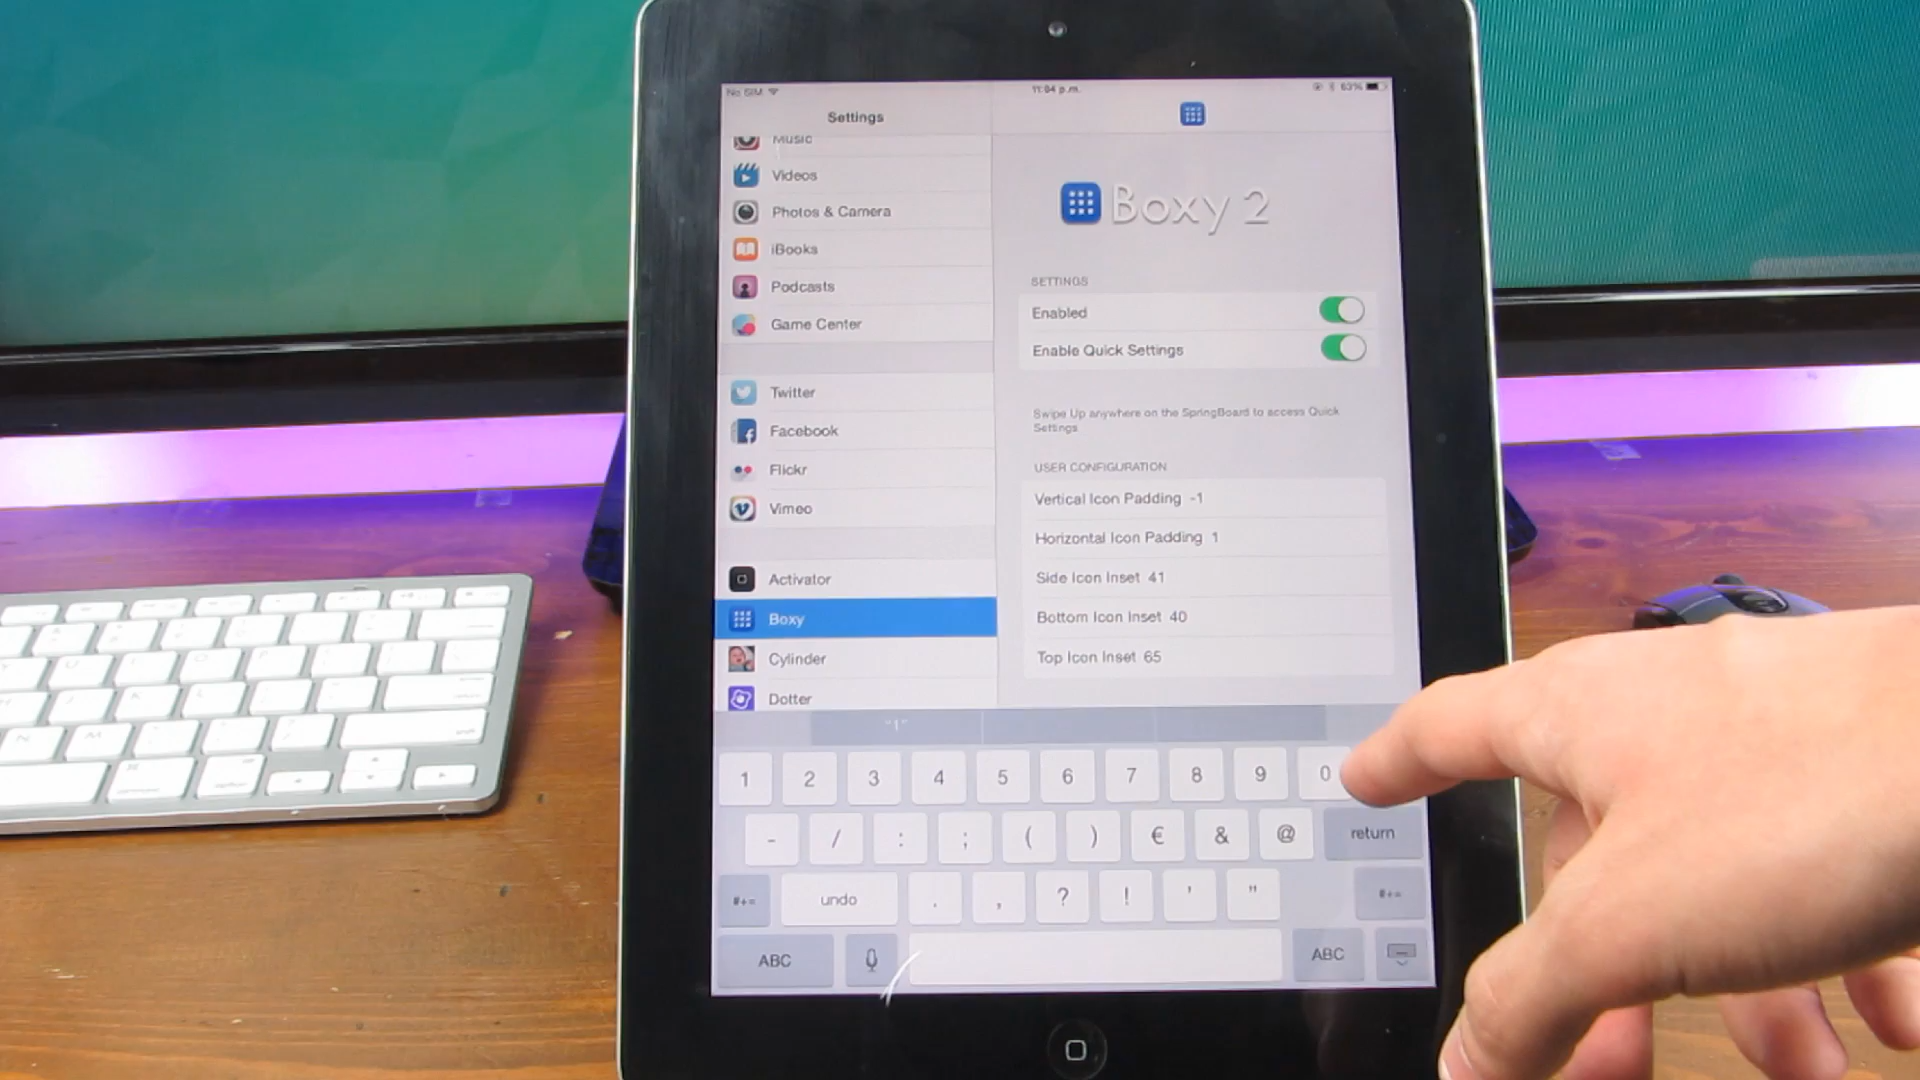 No SIM
11:04 p.m.
63%
Settings
Music
Videos
Photos & Camera
iBooks
Podcasts
Game Center
Twitter
Facebook
Flickr
Vimeo
Activator
Boxy
Cylinder
Dotter
Boxy 2
SETTINGS
Enabled
Enable Quick Settings
Swipe Up anywhere on the SpringBoard to access Quick
Settings
USER CONFIGURATION
Vertical Icon Padding -1
Horizontal Icon Padding 1
Side Icon Inset 41
Bottom Icon Inset 40
Top Icon Inset 65
"1"
1 2 3 4 5 6 7 8 9 0
- / : ; ( ) € & @ return
#+= undo . , ? ! ' " #+=
ABC ABC